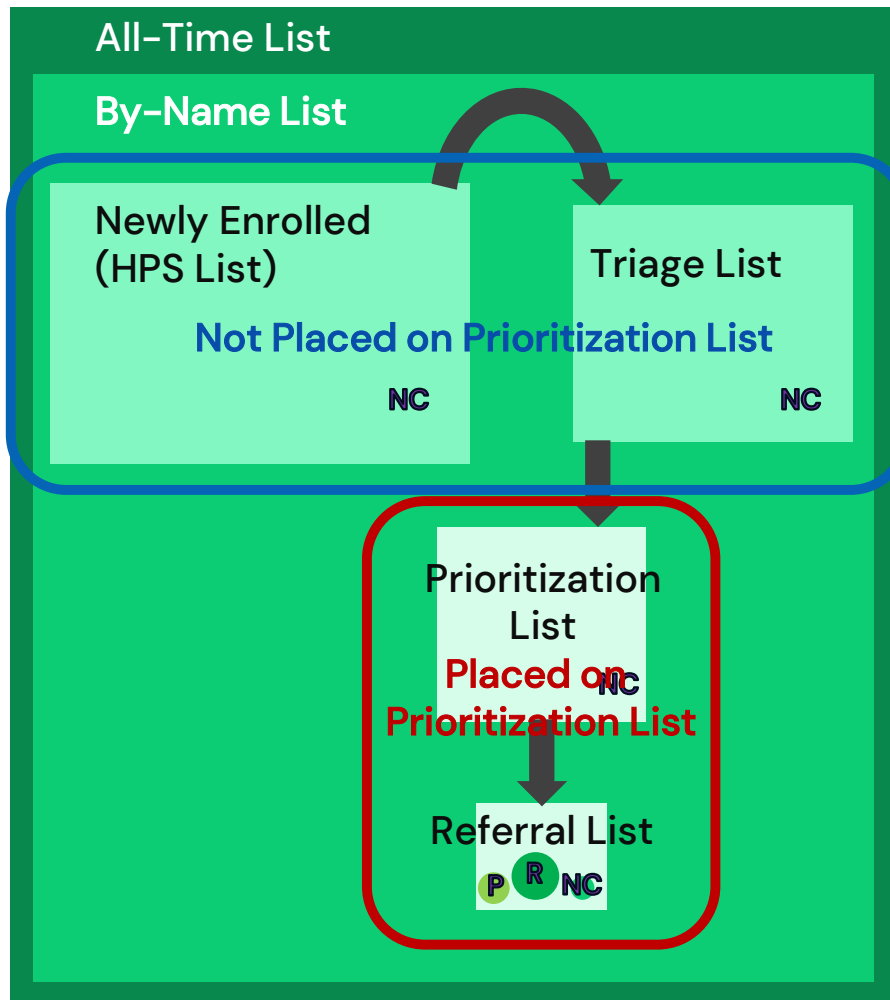 All-Time List
By-Name List
Newly Enrolled
(HPS List)
Triage List
Not Placed on Prioritization List
NC
NC
Prioritization
List
Placed on
NC
Prioritization List
Referral List
P
R
NC